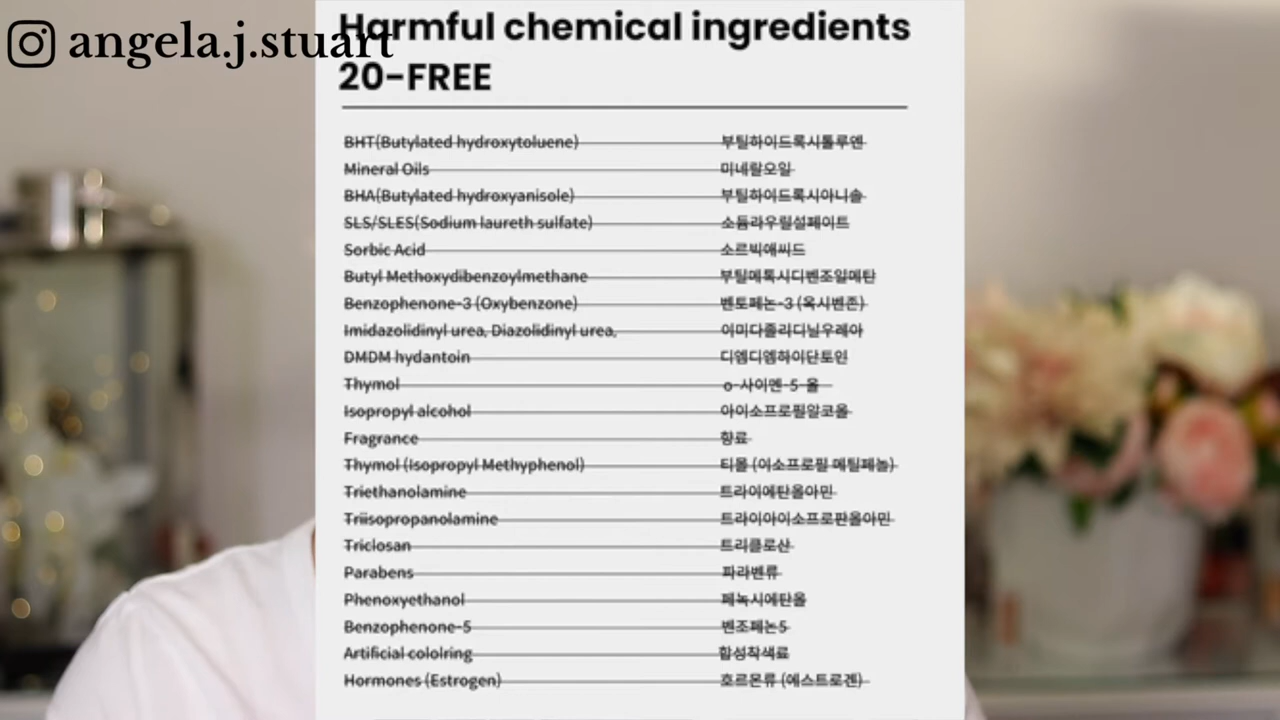 angela.j.stuart
Harmful chemical ingredients
20-FREE
BHT(Butylated hydroxytoluene) 부틸하이드록시톨루엔
Mineral Oils 미네랄오일
BHA(Butylated hydroxyanisole) 부틸하이드록시아니솔
SLS/SLES(Sodium laureth sulfate) 소듐라우릴설페이트
Sorbic Acid 소르빅애씨드
Butyl Methoxydibenzoylmethane 부틸메톡시디벤조일메탄
Benzophenone-3 (Oxybenzone) 벤토페논-3 (옥시벤존)
Imidazolidinyl urea, Diazolidinyl urea, 이미다졸리디닐우레아
DMDM hydantoin 디엠디엠하이단토인
Thymol o-사이멘-5-올
Isopropyl alcohol 아이소프로필알코올
Fragrance 향료
Thymol (Isopropyl Methyphenol) 티몰 (이소프로필 메틸페놀)
Triethanolamine 트라이에탄올아민
Triisopropanolamine 트라이아이소프로판올아민
Triclosan 트리클로산
Parabens 파라벤류
Phenoxyethanol 페녹시에탄올
Benzophenone-5 벤조페논5
Artificial cololring 합성착색료
Hormones (Estrogen) 호르몬류 (에스트로겐)